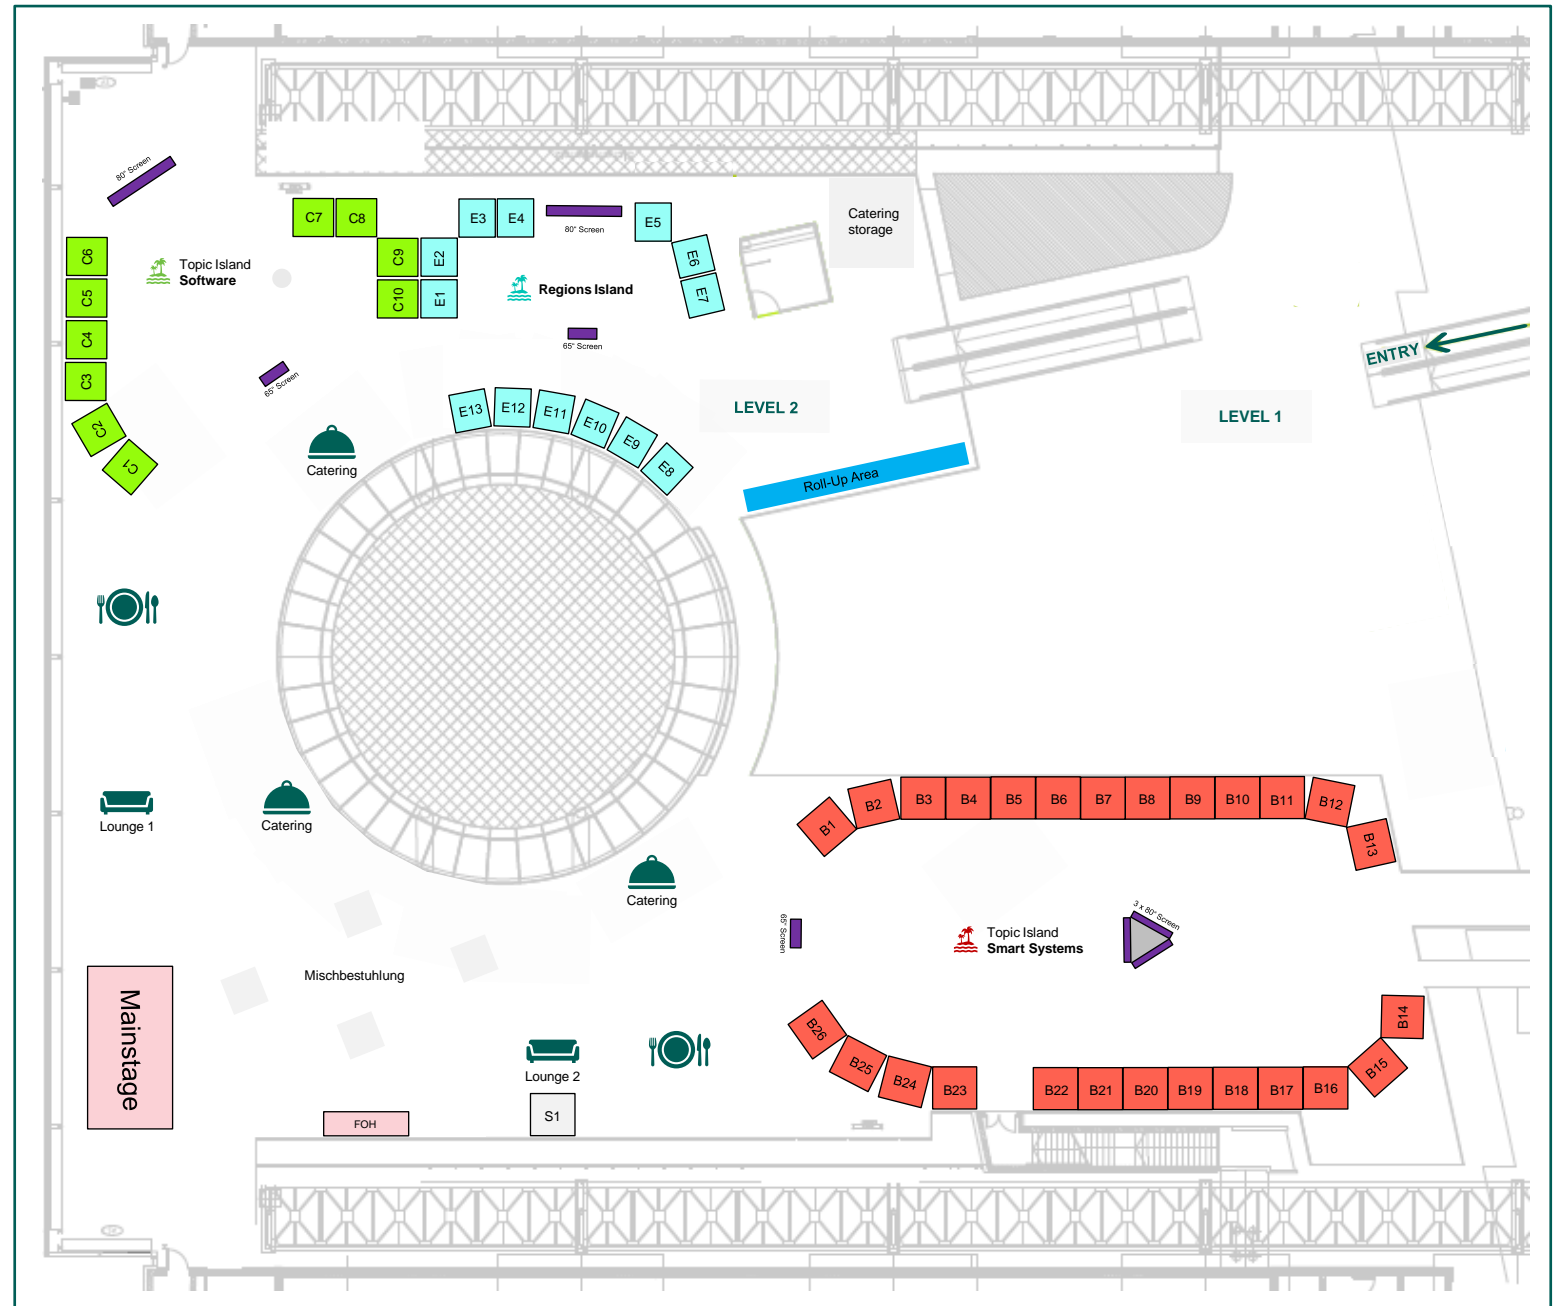 80" Screen
C7
C8
E3
E4
80" Screen
E5
Catering
storage
C6
C5
C4
C3
C2
C1
Topic Island
Software
C9
E2
C10
E1
Regions Island
E6
E7
65" Screen
65" Screen
ENTRY
LEVEL 2
LEVEL 1
E13
E12
E11
E10
E9
E8
Catering
Roll-Up Area
Lounge 1
Catering
Catering
B1
B2
B3
B4
B5
B6
B7
B8
B9
B10
B11
B12
B13
65" Screen
Topic Island
Smart Systems
3 x 80" Screen
Mischbestuhlung
Mainstage
B26
B25
B24
B23
B22
B21
B20
B19
B18
B17
B16
B15
B14
Lounge 2
S1
FOH